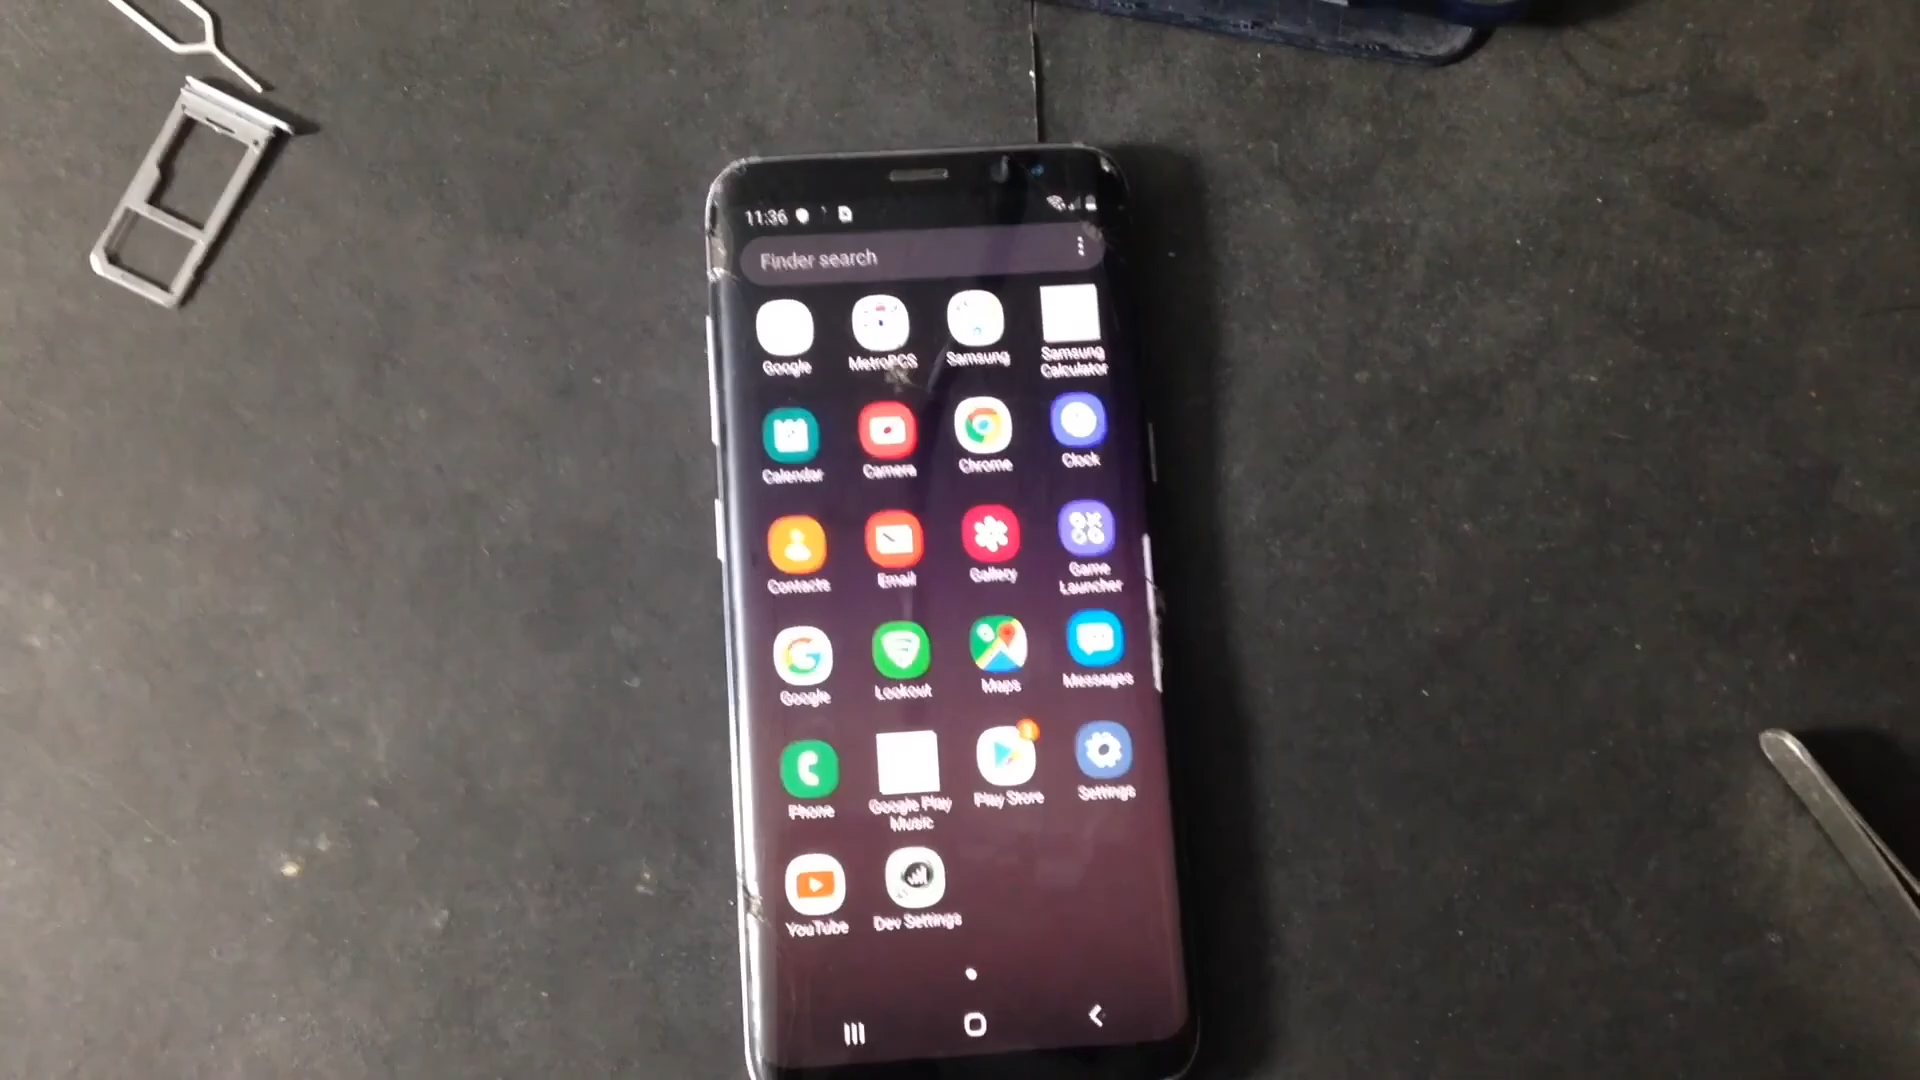 11:36
Finder search
Google
MetroPCS
Samsung
Samsung
Calculator
Calendar
Camera
Chrome
Clock
Contacts
Email
Gallery
Game
Launcher
Google
Lookout
Maps
Messages
Phone
Google Play
Music
Play Store
Settings
YouTube
Dev Settings